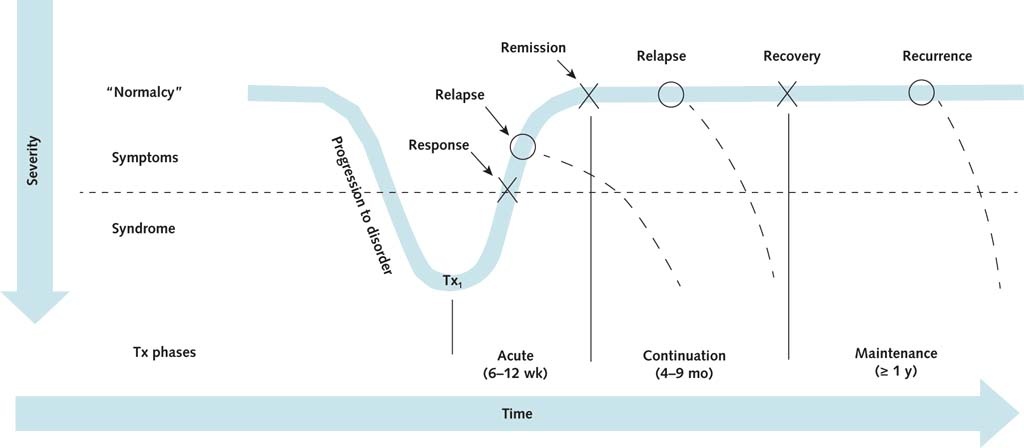 Severity
Remission
Relapse
Recovery
Recurrence
“Normalcy”
Relapse
Response
Symptoms
Progression to disorder
Syndrome
Tx₁
Tx phases
Acute
(6–12 wk)
Continuation
(4–9 mo)
Maintenance
(≥ 1 y)
Time